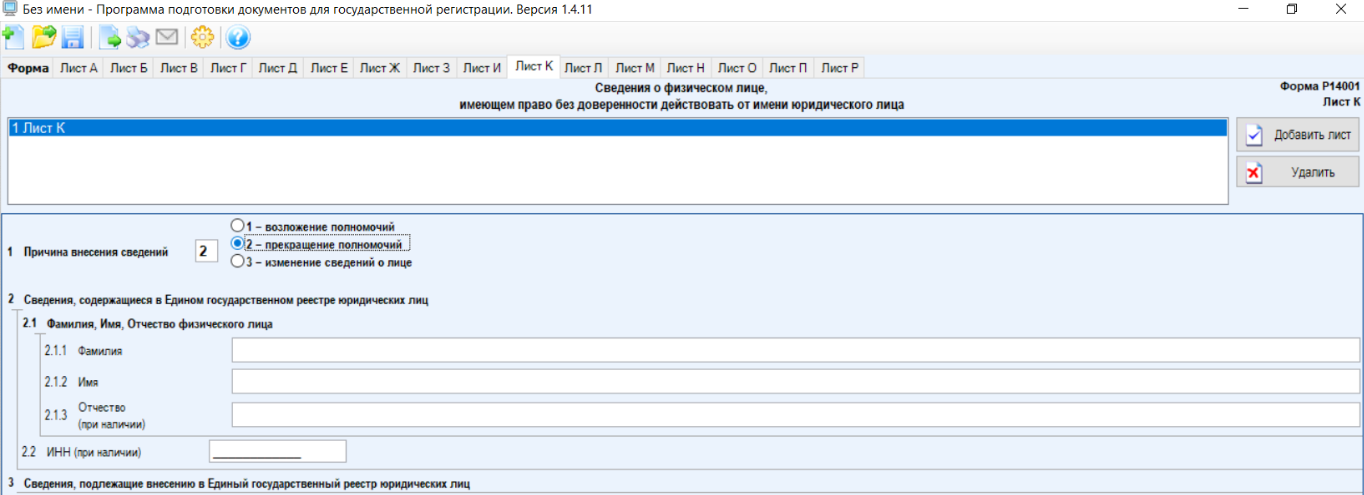 Без имени - Программа подготовки документов для государственной регистрации. Версия 1.4.11
Форма Лист А Лист Б Лист В Лист Г Лист Д Лист Е Лист Ж Лист З Лист И Лист К Лист Л Лист М Лист Н Лист О Лист П Лист Р
Сведения о физическом лице,
имеющем право без доверенности действовать от имени юридического лица
Форма Р14001
Лист К
1 Лист К
Добавить лист
Удалить
1 Причина внесения сведений 2
1 – возложение полномочий
2 – прекращение полномочий
3 – изменение сведений о лице
2 Сведения, содержащиеся в Едином государственном реестре юридических лиц
2.1 Фамилия, Имя, Отчество физического лица
2.1.1 Фамилия
2.1.2 Имя
2.1.3 Отчество
(при наличии)
2.2 ИНН (при наличии)
3 Сведения, подлежащие внесению в Единый государственный реестр юридических лиц